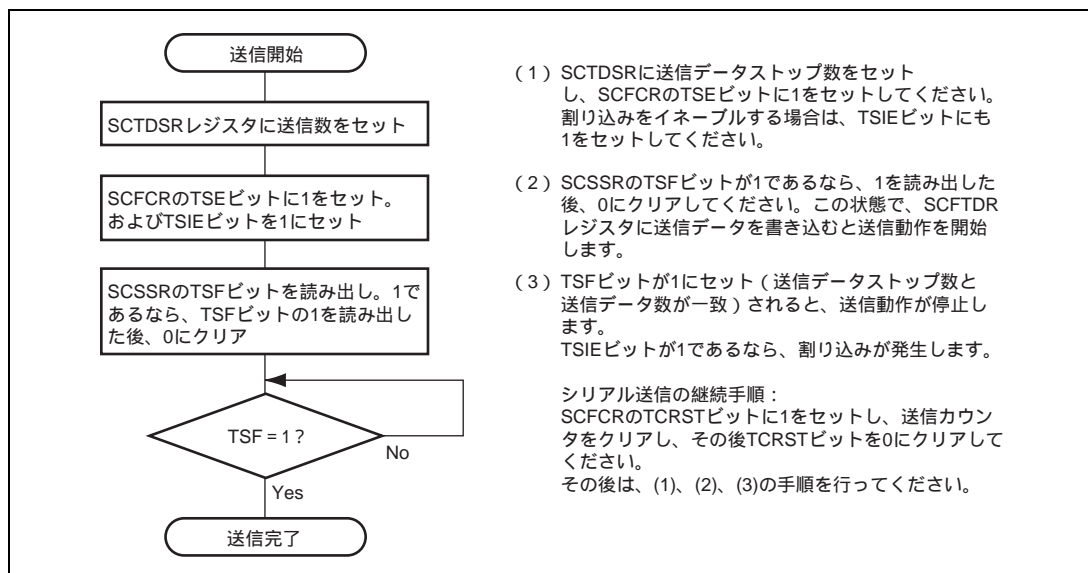 送信開始
SCTDSRレジスタに送信数をセット
SCFCRのTSEビットに1をセット。
およびTSIEビットを1にセット
SCSSRのTSFビットを読み出し。1で
あるなら、TSFビットの1を読み出し
た後、0にクリア
TSF = 1 ?
No
Yes
送信完了
(1) SCTDSRに送信データストップ数をセット
し、SCFCRのTSEビットに1をセットしてください。
割り込みをイネーブルする場合は、TSIEビットにも
1をセットしてください。
(2) SCSSRのTSFビットが1であるなら、1を読み出した
後、0にクリアしてください。この状態で、SCFTDR
レジスタに送信データを書き込むと送信動作を開始
します。
(3) TSFビットが1にセット(送信データストップ数と
送信データ数が一致)されると、送信動作が停止し
ます。
TSIEビットが1であるなら、割り込みが発生します。
シリアル送信の継続手順:
SCFCRのTCRSTビットに1をセットし、送信カウン
タをクリアし、その後TCRSTビットを0にクリアして
ください。
その後は、(1)、(2)、(3)の手順を行ってください。